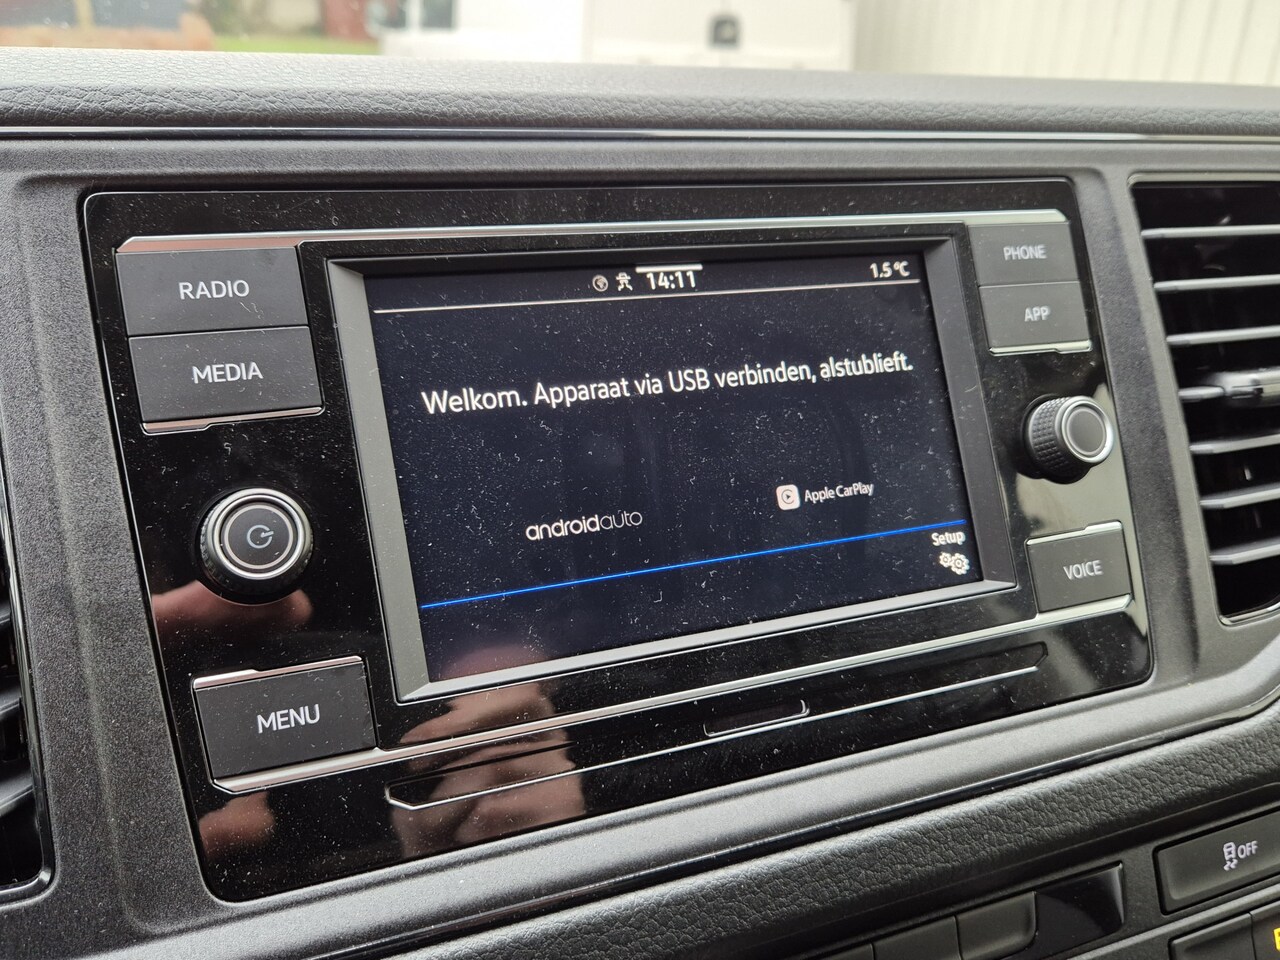 RADIO
MEDIA
MENU
14:11
1.5°C
Welkom. Apparaat via USB verbinden, alstublieft.
androidauto
Apple CarPlay
Setup
PHONE
APP
VOICE
OFF